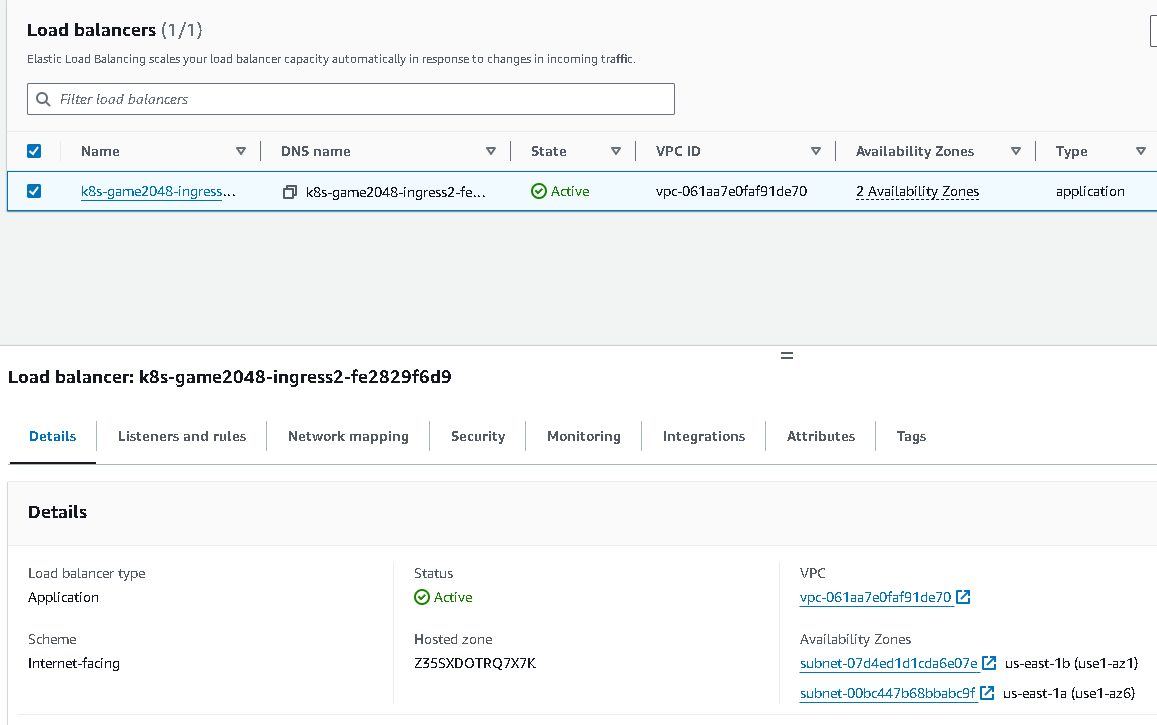 Load balancers (1/1)
Elastic Load Balancing scales your load balancer capacity automatically in response to changes in incoming traffic.
Filter load balancers
Name DNS name State VPC ID Availability Zones Type
k8s-game2048-ingress... k8s-game2048-ingress2-fe... Active vpc-061aa7e0faf91de70 2 Availability Zones application
Load balancer: k8s-game2048-ingress2-fe2829f6d9
Details Listeners and rules Network mapping Security Monitoring Integrations Attributes Tags
Details
Load balancer type Status VPC
Application Active vpc-061aa7e0faf91de70
Scheme Hosted zone Availability Zones
Internet-facing Z35SXDOTRQ7X7K subnet-07d4ed1d1cda6e07e us-east-1b (use1-az1)
subnet-00bc447b68bbabc9f us-east-1a (use1-az6)